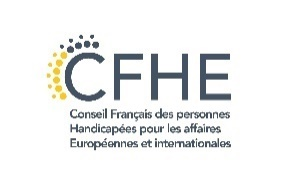 CFHE
Conseil Français des personnes
Handicapées pour les affaires
Européennes et internationales